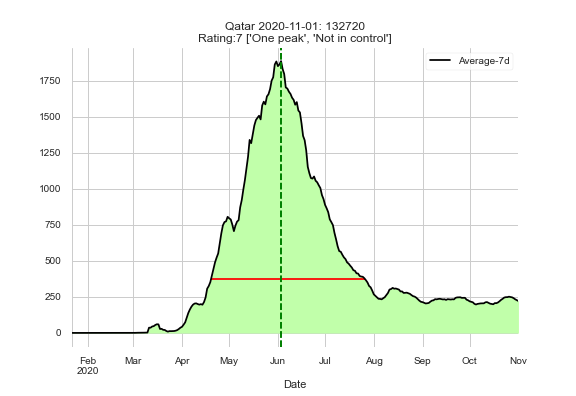 Qatar 2020-11-01: 132720
Rating:7 ['One peak', 'Not in control']
Average-7d
1750
1500
1250
1000
750
500
250
0
Feb
2020
Mar
Apr
May
Jun
Jul
Aug
Sep
Oct
Nov
Date